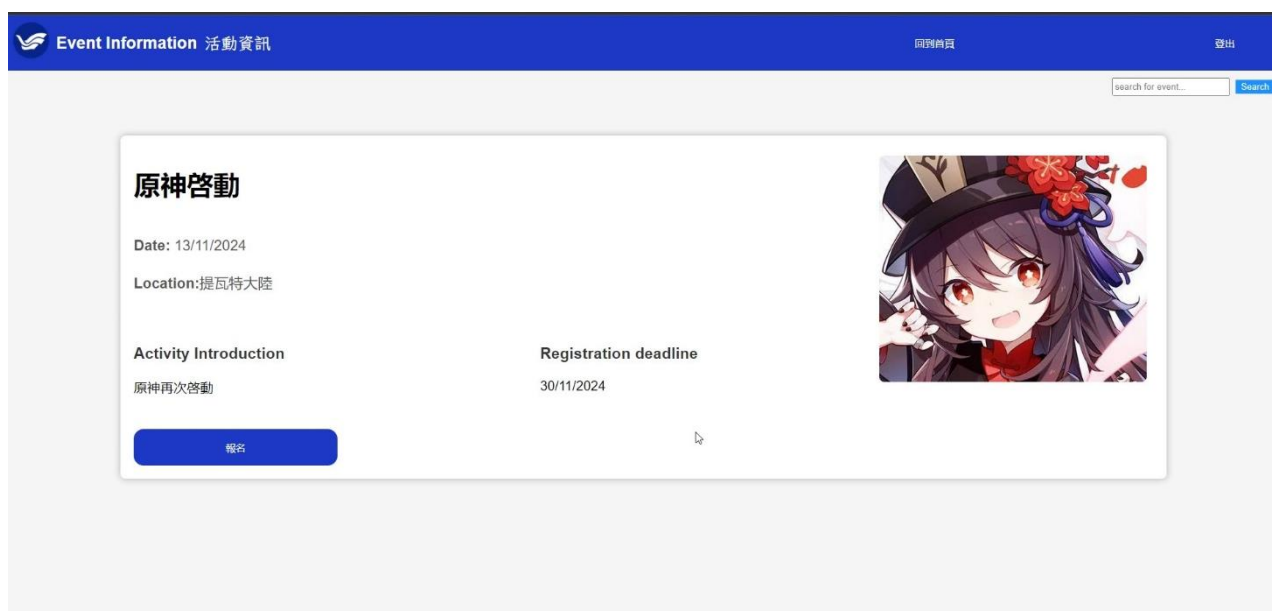 Event Information 活動資訊
回到首頁
登出
search for event...
Search
原神啓動
Date: 13/11/2024
Location:提瓦特大陸
Activity Introduction
原神再次啓動
Registration deadline
30/11/2024
報名